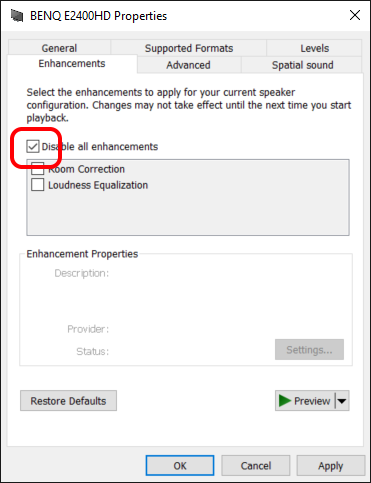 BENQ E2400HD Properties
General
Supported Formats
Levels
Enhancements
Advanced
Spatial sound
Select the enhancements to apply for your current speaker
configuration. Changes may not take effect until the next time you start
playback.
Disable all enhancements
Room Correction
Loudness Equalization
Enhancement Properties
Description:
Provider:
Status:
Settings...
Restore Defaults
Preview
OK
Cancel
Apply